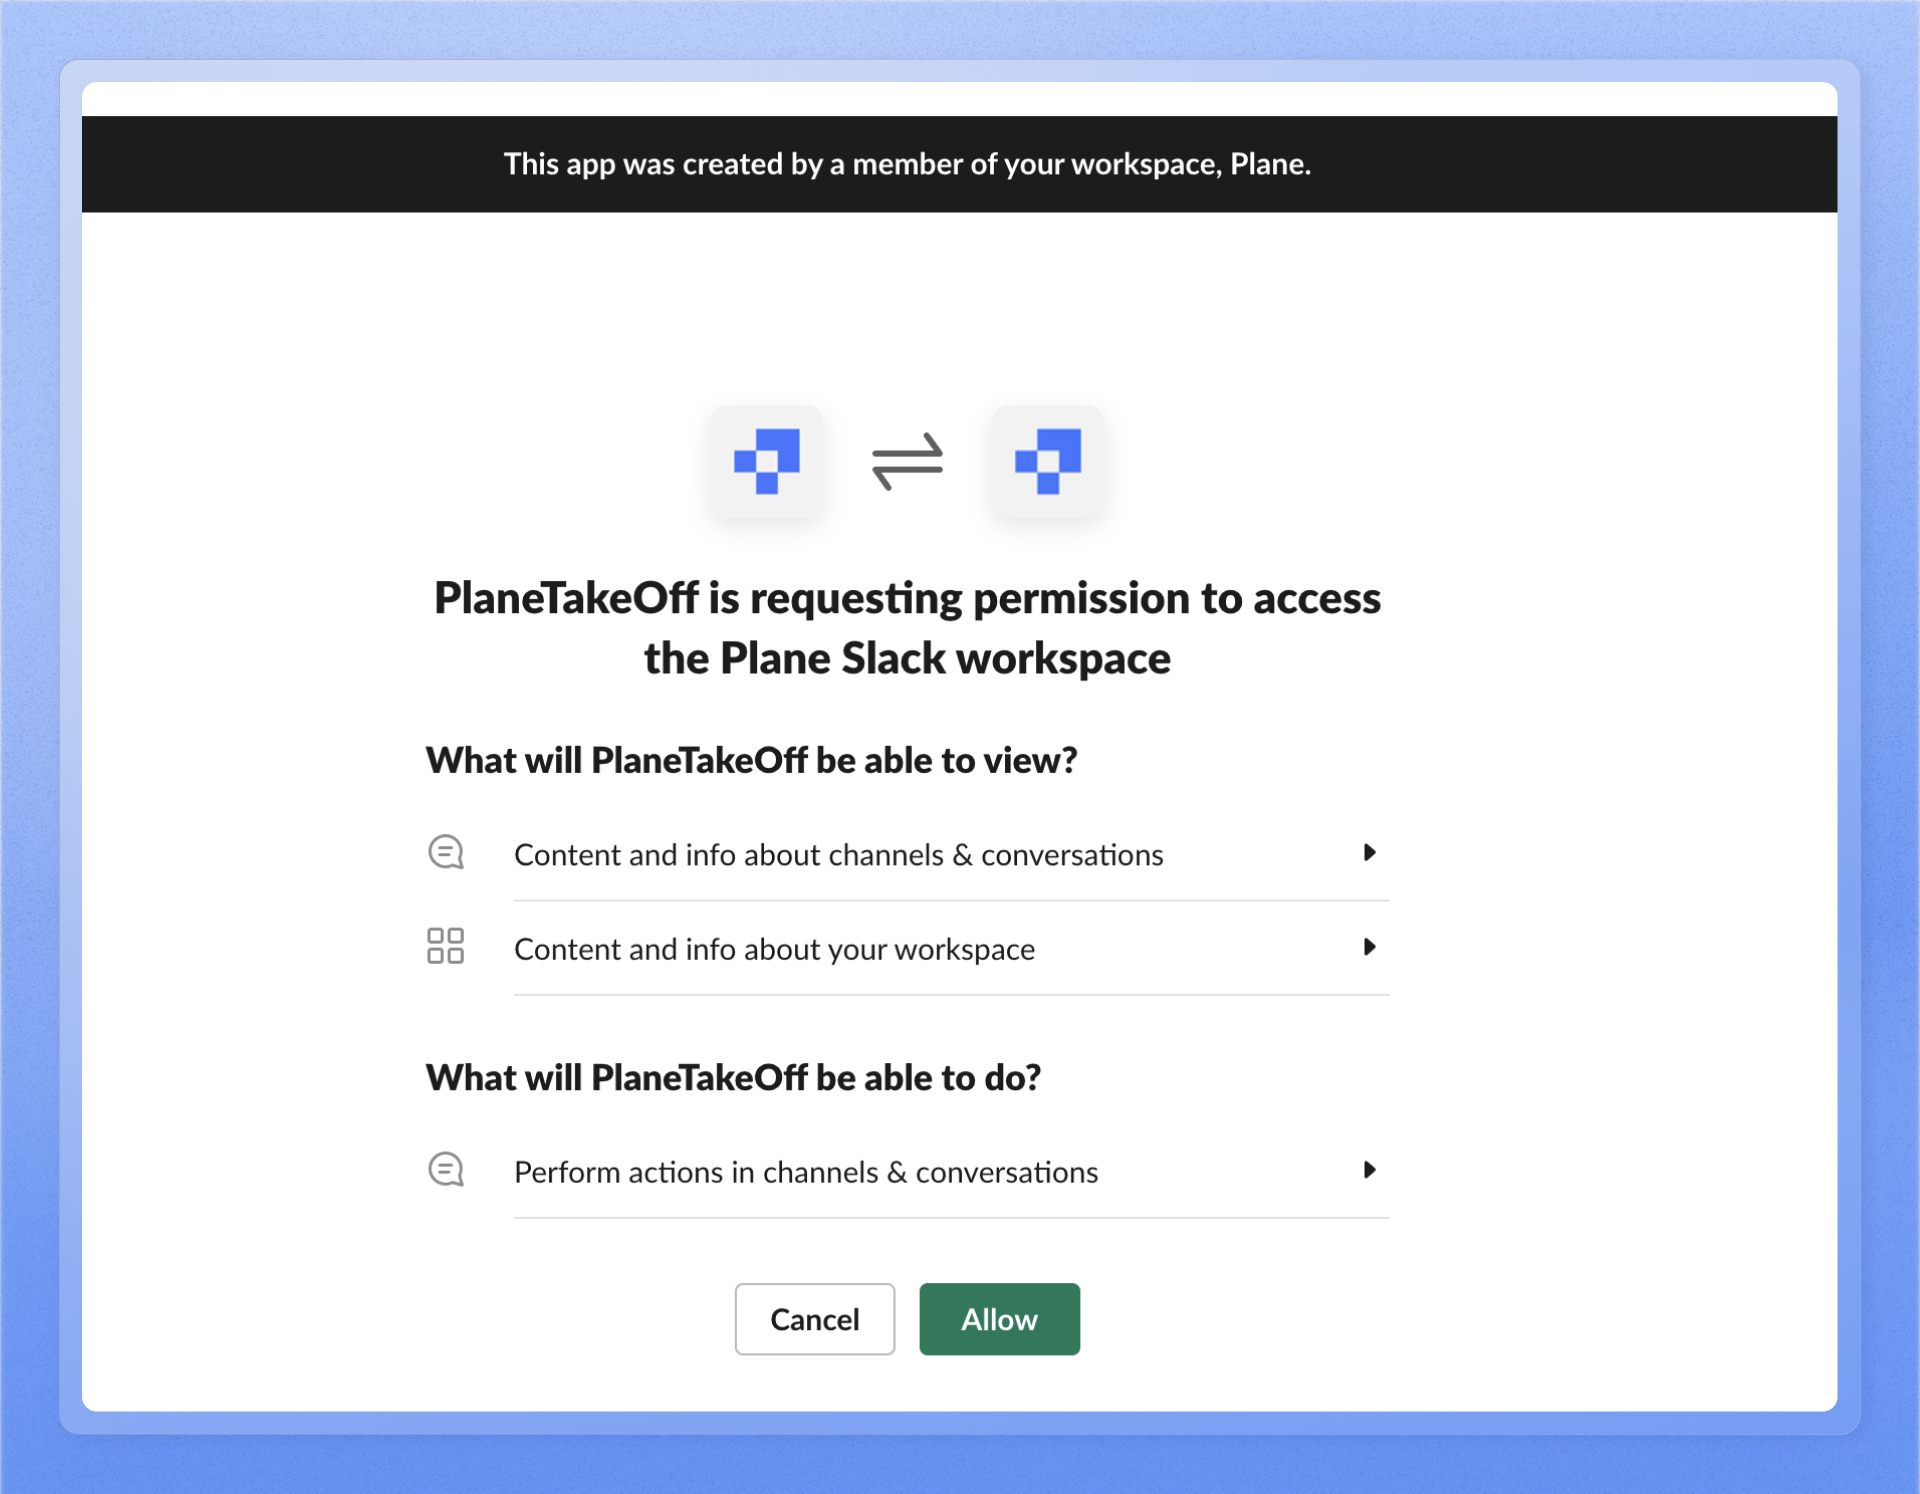 This app was created by a member of your workspace, Plane.
PlaneTakeOff is requesting permission to access
the Plane Slack workspace
What will PlaneTakeOff be able to view?
Content and info about channels & conversations
Content and info about your workspace
What will PlaneTakeOff be able to do?
Perform actions in channels & conversations
Cancel
Allow